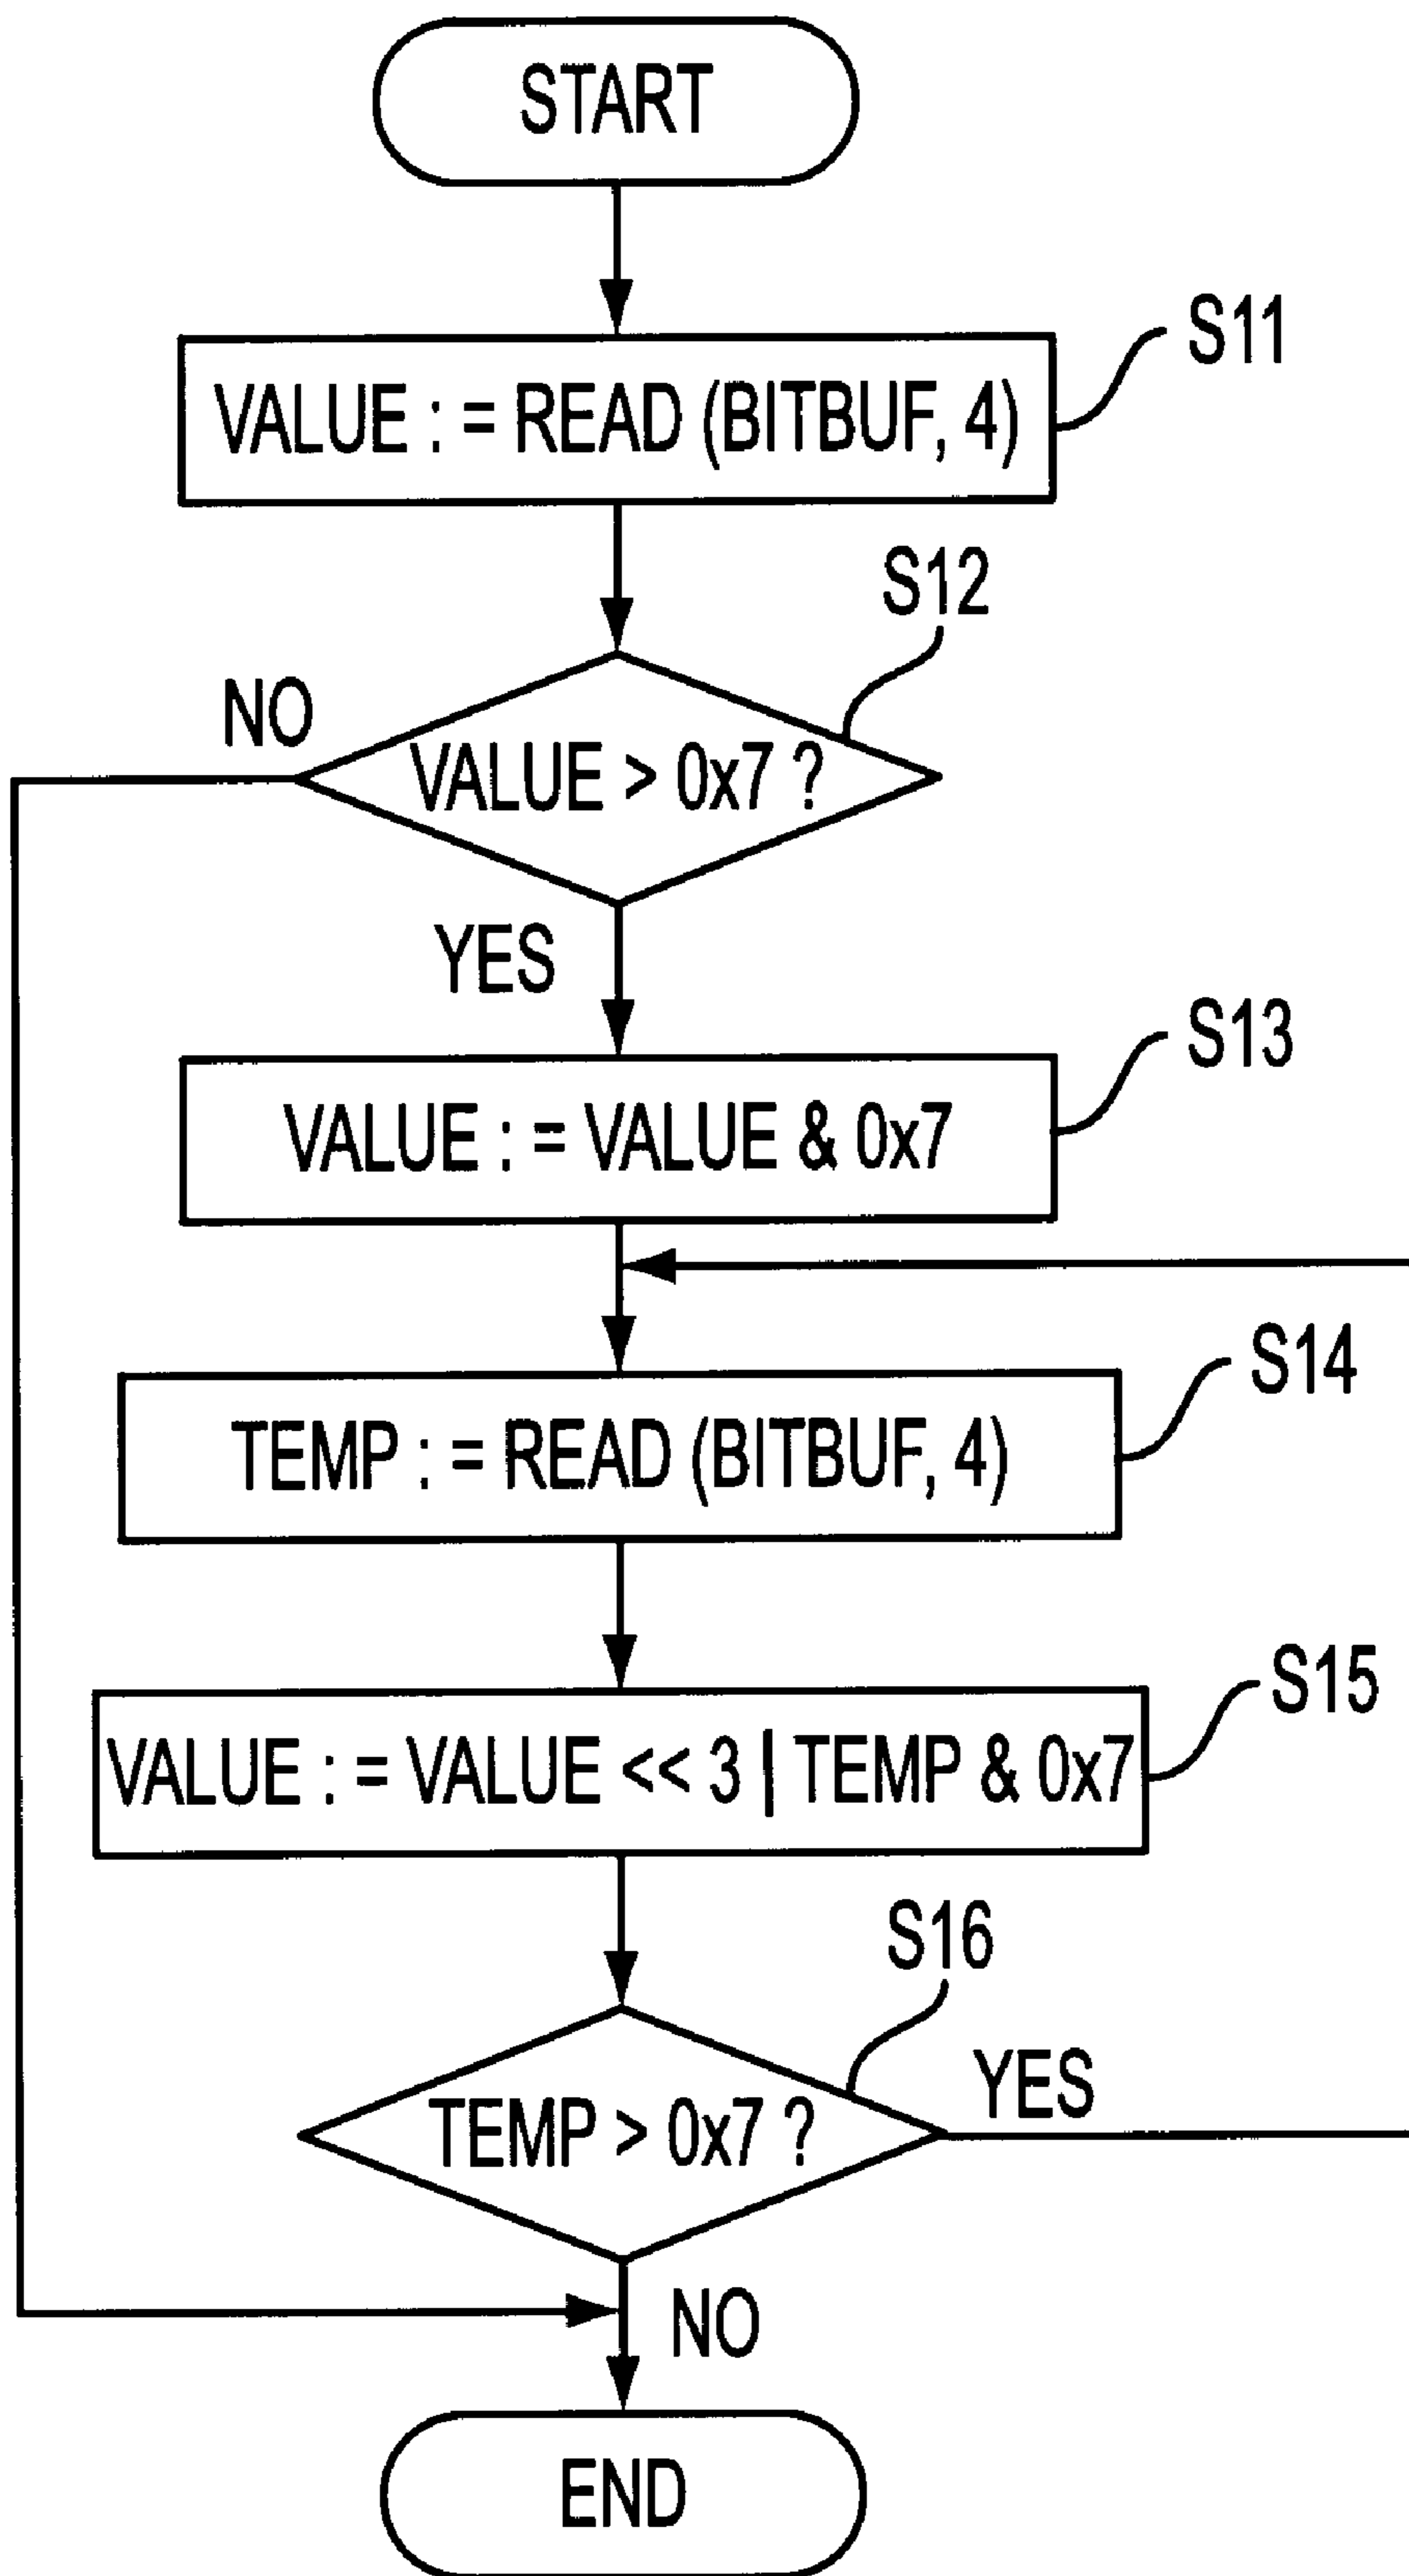 START
VALUE : = READ (BITBUF, 4)
S11
S12
NO
VALUE > 0x7 ?
YES
S13
VALUE : = VALUE & 0x7
S14
TEMP : = READ (BITBUF, 4)
S15
VALUE : = VALUE << 3 | TEMP & 0x7
S16
YES
TEMP > 0x7 ?
NO
END